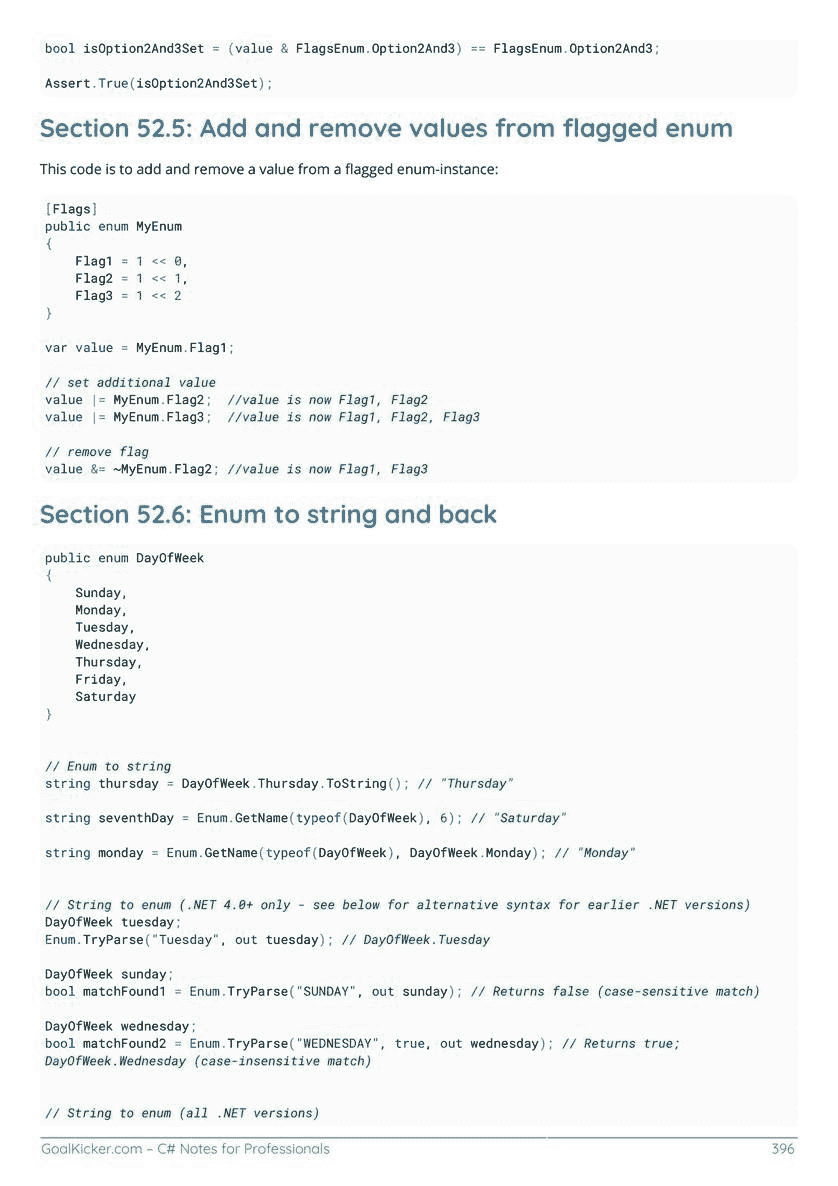 bool isOption2And3Set = (value & FlagsEnum.Option2And3) == FlagsEnum.Option2And3;
Assert.True(isOption2And3Set);
Section 52.5: Add and remove values from flagged enum
This code is to add and remove a value from a flagged enum-instance:
[Flags]
public enum MyEnum
{
    Flag1 = 1 << 0,
    Flag2 = 1 << 1,
    Flag3 = 1 << 2
}
var value = MyEnum.Flag1;
// set additional value
value |= MyEnum.Flag2;  //value is now Flag1, Flag2
value |= MyEnum.Flag3;  //value is now Flag1, Flag2, Flag3
// remove flag
value &= ~MyEnum.Flag2; //value is now Flag1, Flag3
Section 52.6: Enum to string and back
public enum DayOfWeek
{
    Sunday,
    Monday,
    Tuesday,
    Wednesday,
    Thursday,
    Friday,
    Saturday
}
// Enum to string
string thursday = DayOfWeek.Thursday.ToString(); // "Thursday"
string seventhDay = Enum.GetName(typeof(DayOfWeek), 6); // "Saturday"
string monday = Enum.GetName(typeof(DayOfWeek), DayOfWeek.Monday); // "Monday"
// String to enum (.NET 4.0+ only - see below for alternative syntax for earlier .NET versions)
DayOfWeek tuesday;
Enum.TryParse("Tuesday", out tuesday); // DayOfWeek.Tuesday
DayOfWeek sunday;
bool matchFound1 = Enum.TryParse("SUNDAY", out sunday); // Returns false (case-sensitive match)
DayOfWeek wednesday;
bool matchFound2 = Enum.TryParse("WEDNESDAY", true, out wednesday); // Returns true;
DayOfWeek.Wednesday (case-insensitive match)
// String to enum (all .NET versions)
GoalKicker.com – C# Notes for Professionals 396